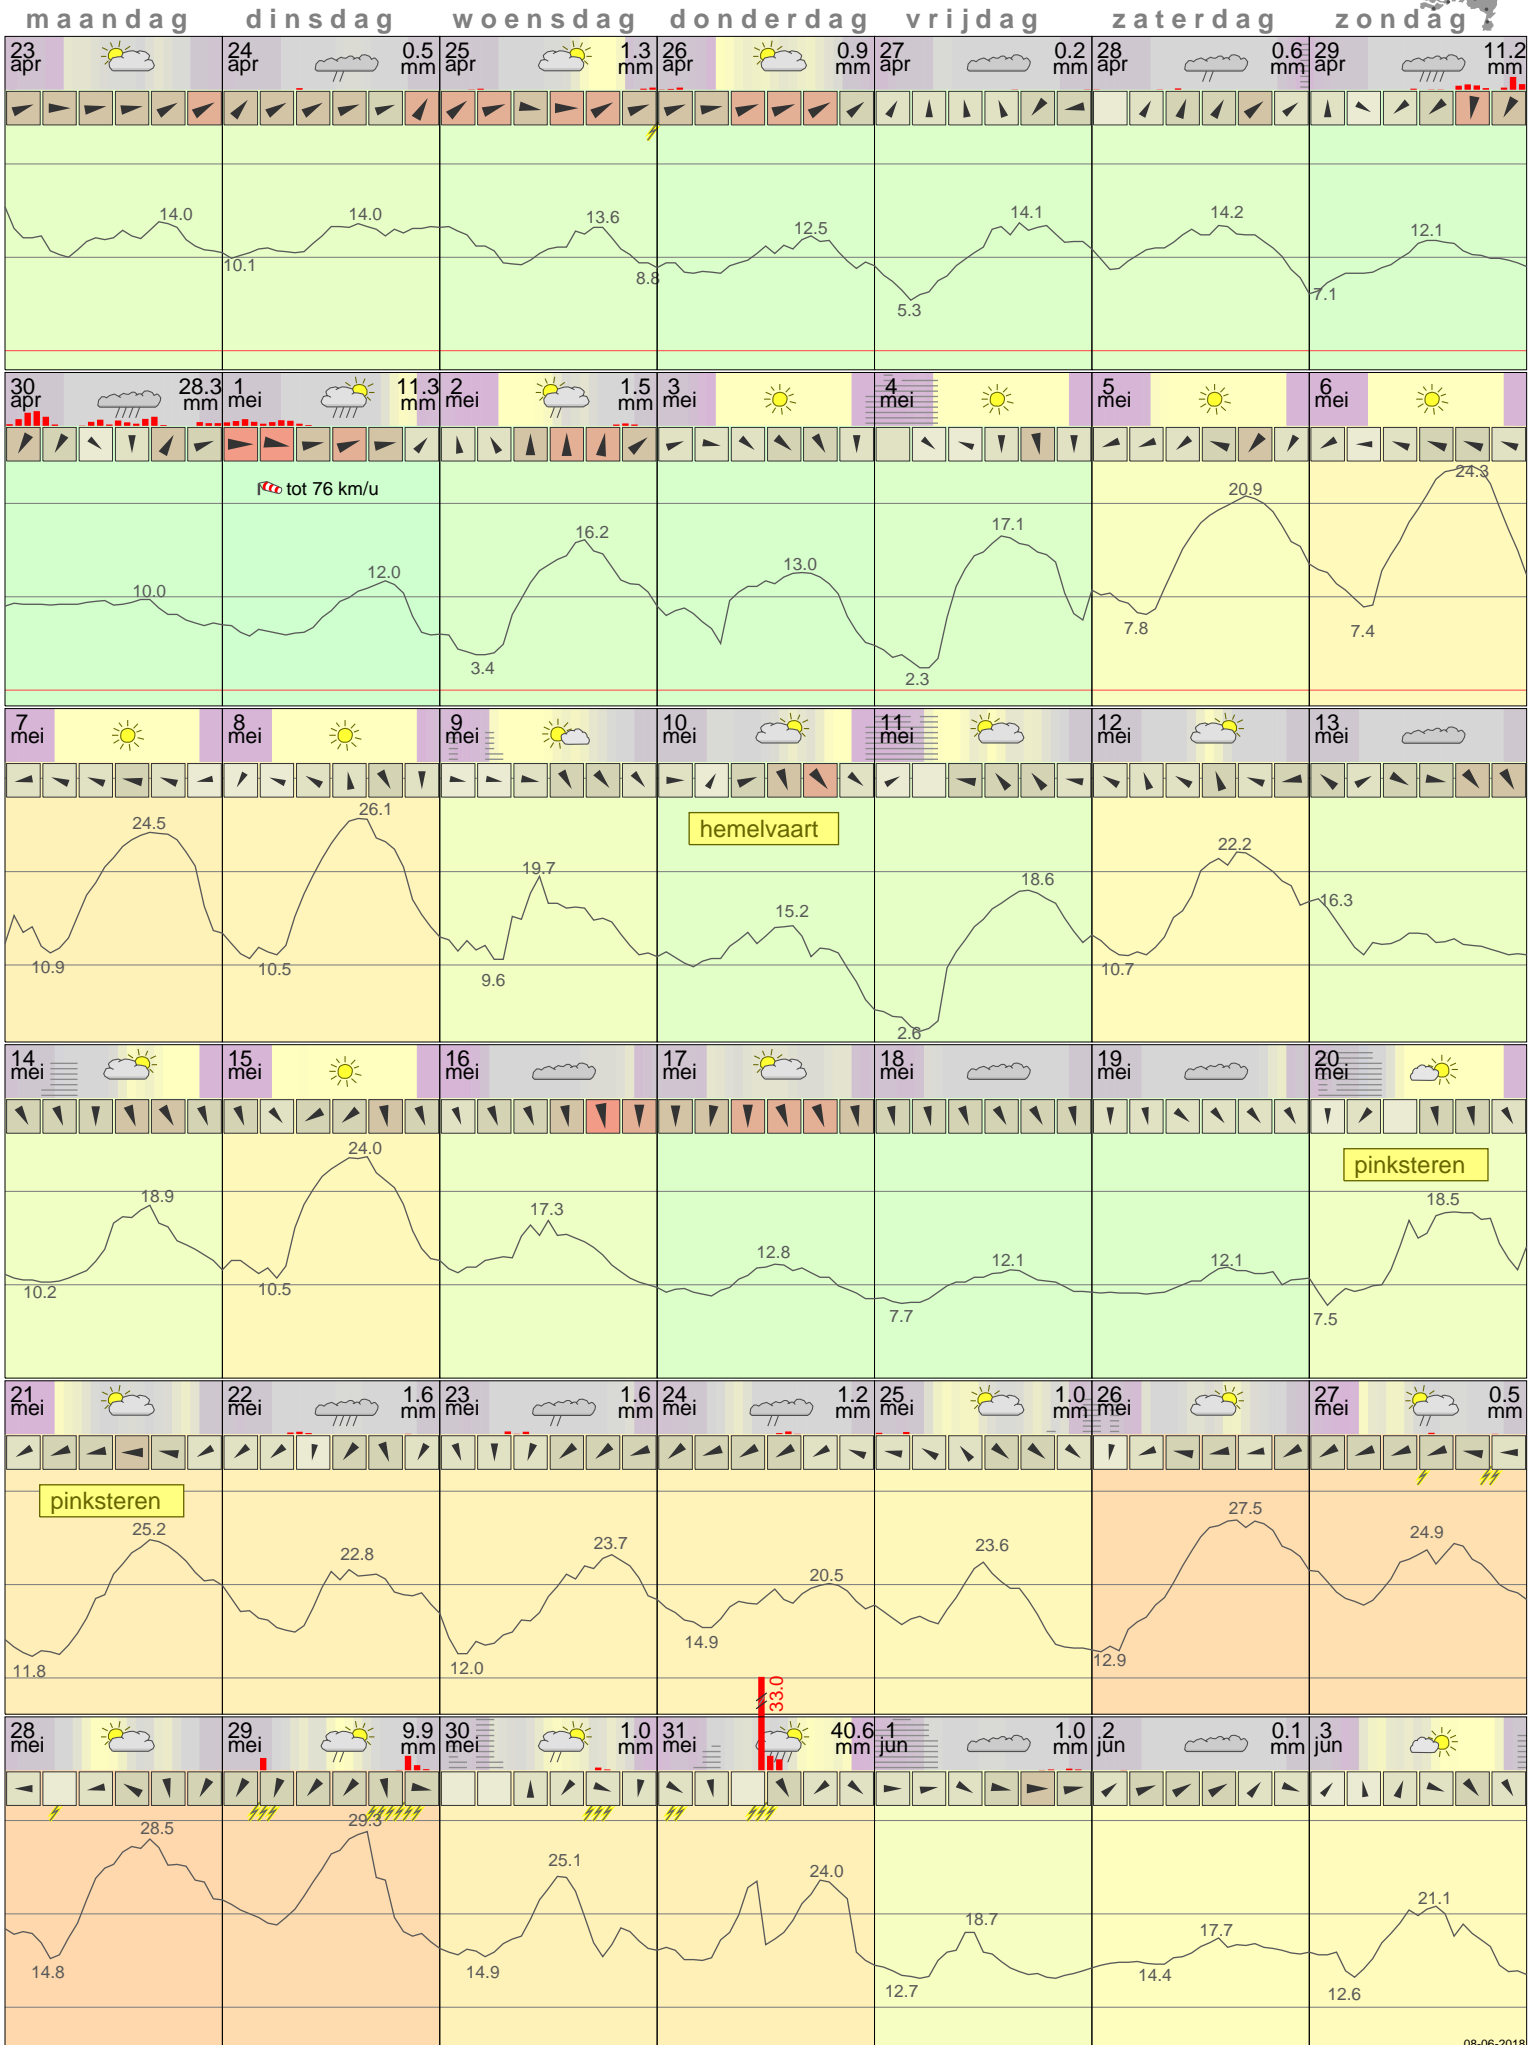 maandag dinsdag woensdag donderdag vrijdag zaterdag zondag
23 apr 24 apr 0.5 mm 25 apr 1.3 mm 26 apr 0.9 mm 27 apr 0.2 mm 28 apr 0.6 mm 29 apr 11.2 mm
14.0 14.0 13.6 12.5 14.1 14.2 12.1
10.1 8.8 5.3 7.1
30 apr 28.3 mm 1 mei 11.3 mm 2 mei 1.5 mm 3 mei 4 mei 5 mei 6 mei
tot 76 km/u
10.0 12.0 16.2 13.0 17.1 20.9 24.3
3.4 2.3 7.8 7.4
7 mei 8 mei 9 mei 10 mei 11 mei 12 mei 13 mei
hemelvaart
24.5 26.1 19.7 15.2 18.6 22.2 16.3
10.9 10.5 9.6 2.6 10.7
14 mei 15 mei 16 mei 17 mei 18 mei 19 mei 20 mei
pinksteren
18.9 24.0 17.3 12.8 12.1 12.1 18.5
10.2 10.5 7.7 7.5
21 mei 22 mei 1.6 mm 23 mei 1.6 mm 24 mei 1.2 mm 25 mei 1.0 mm 26 mei 27 mei 0.5 mm
pinksteren
25.2 22.8 23.7 20.5 23.6 27.5 24.9
11.8 12.0 14.9 12.9
33.0
28 mei 29 mei 9.9 mm 30 mei 1.0 mm 31 mei 40.6 mm 1 jun 1.0 mm 2 jun 0.1 mm 3 jun
28.5 29.3 25.1 24.0 18.7 17.7 21.1
14.8 14.9 12.7 14.4 12.6
08-06-2018